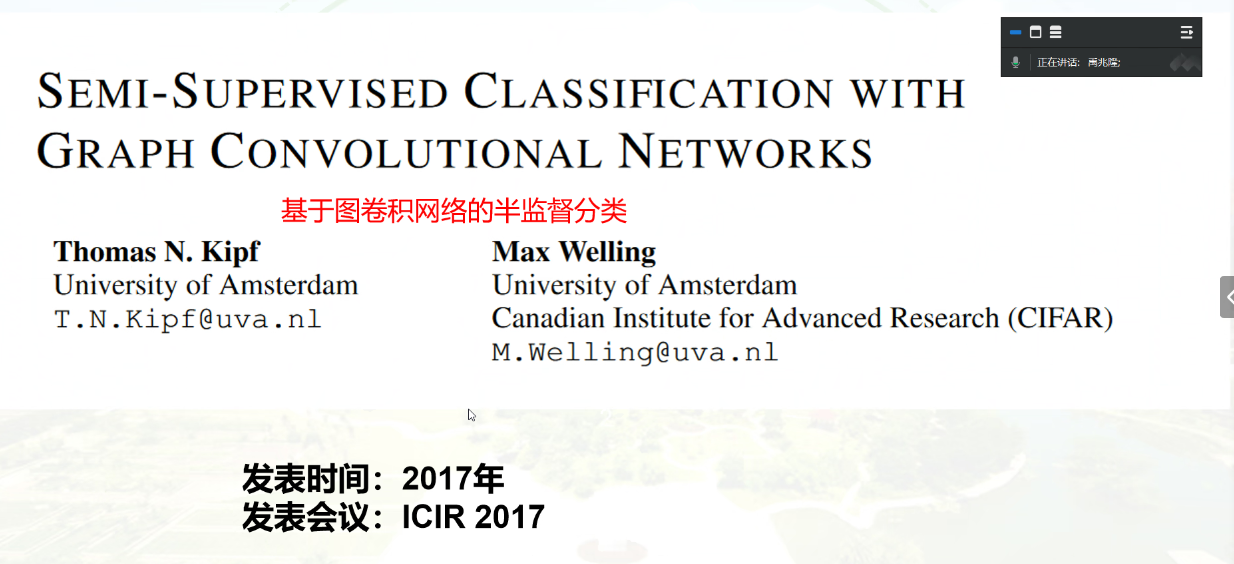 正在讲话:
SEMI-SUPERVISED CLASSIFICATION WITH
GRAPH CONVOLUTIONAL NETWORKS
基于图卷积网络的半监督分类
Thomas N. Kipf
University of Amsterdam
T.N.Kipf@uva.nl
Max Welling
University of Amsterdam
Canadian Institute for Advanced Research (CIFAR)
M.Welling@uva.nl
发表时间：2017年
发表会议：ICIR 2017